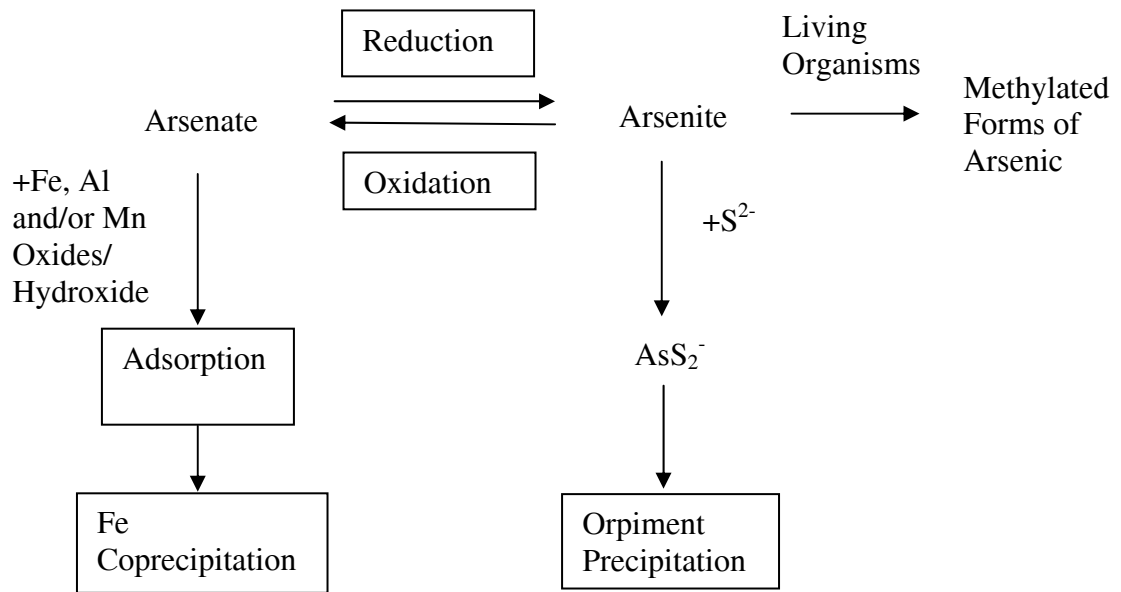 Reduction
Living
Organisms
Methylated
Forms of
Arsenic
Arsenate
Arsenite
Oxidation
+Fe, Al
and/or Mn
Oxides/
Hydroxide
+S²⁻
Adsorption
AsS₂⁻
Fe
Coprecipitation
Orpiment
Precipitation